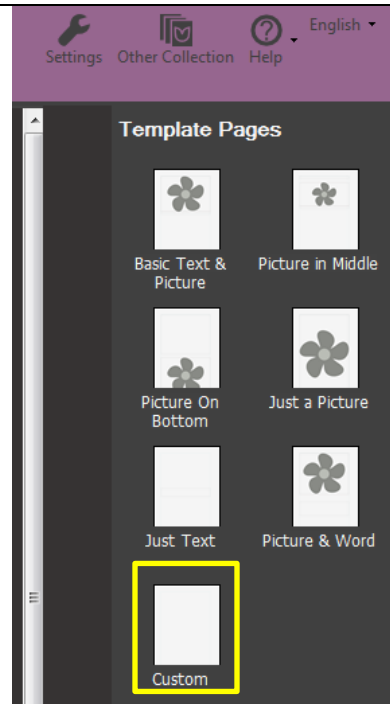 Settings Other Collection Help English
Template Pages
Basic Text &
Picture
Picture in Middle
Picture On
Bottom
Just a Picture
Just Text
Picture & Word
Custom